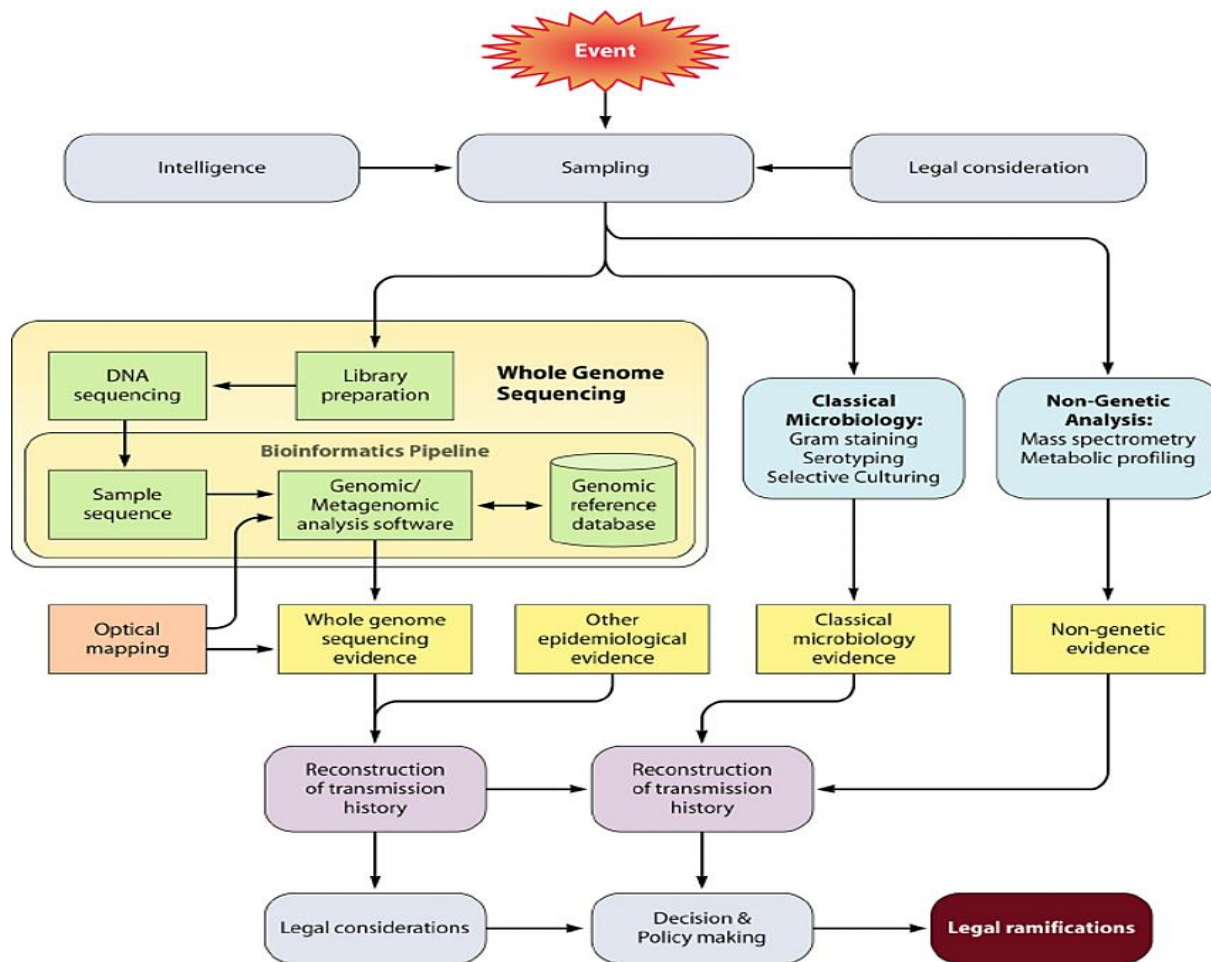 Event
Intelligence
Sampling
Legal consideration
DNA
sequencing
Library
preparation
Whole Genome
Sequencing
Classical
Microbiology:
Gram staining
Serotyping
Selective Culturing
Non-Genetic
Analysis:
Mass spectrometry
Metabolic profiling
Bioinformatics Pipeline
Sample
sequence
Genomic/
Metagenomic
analysis software
Genomic
reference
database
Optical
mapping
Whole genome
sequencing
evidence
Other
epidemiological
evidence
Classical
microbiology
evidence
Non-genetic
evidence
Reconstruction
of transmission
history
Reconstruction
of transmission
history
Legal considerations
Decision &
Policy making
Legal ramifications